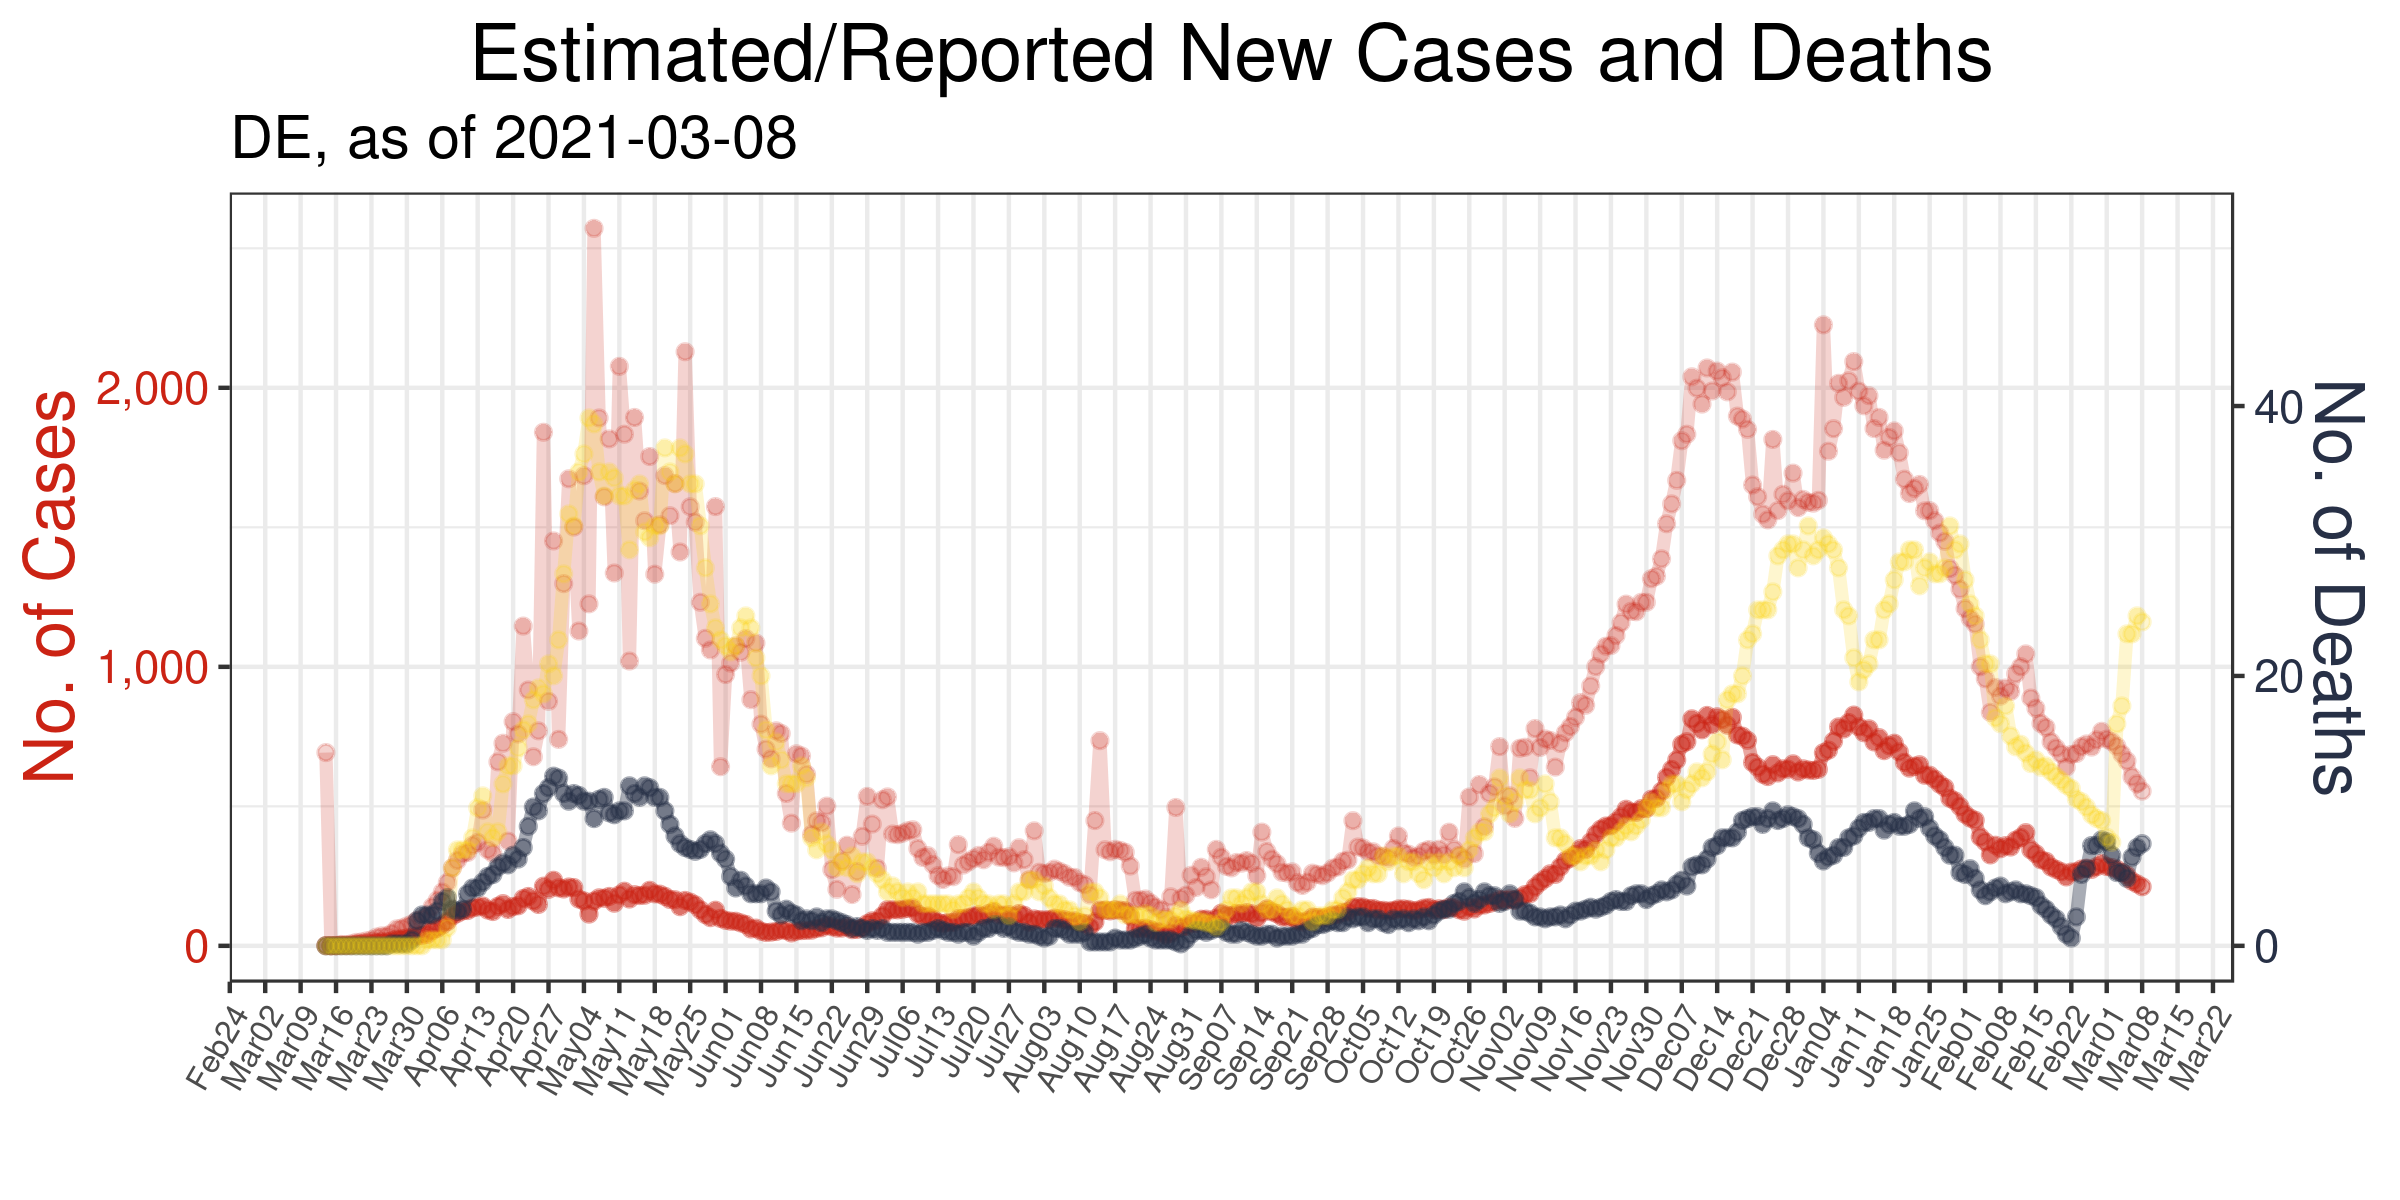 Estimated/Reported New Cases and Deaths
DE, as of 2021-03-08
No. of Cases
2,000
1,000
0
No. of Deaths
40
20
0
Feb24
Mar02
Mar09
Mar16
Mar23
Mar30
Apr06
Apr13
Apr20
Apr27
May04
May11
May18
May25
Jun01
Jun08
Jun15
Jun22
Jun29
Jul06
Jul13
Jul20
Jul27
Aug03
Aug10
Aug17
Aug24
Aug31
Sep07
Sep14
Sep21
Sep28
Oct05
Oct12
Oct19
Oct26
Nov02
Nov09
Nov16
Nov23
Nov30
Dec07
Dec14
Dec21
Dec28
Jan04
Jan11
Jan18
Jan25
Feb01
Feb08
Feb15
Feb22
Mar01
Mar08
Mar15
Mar22